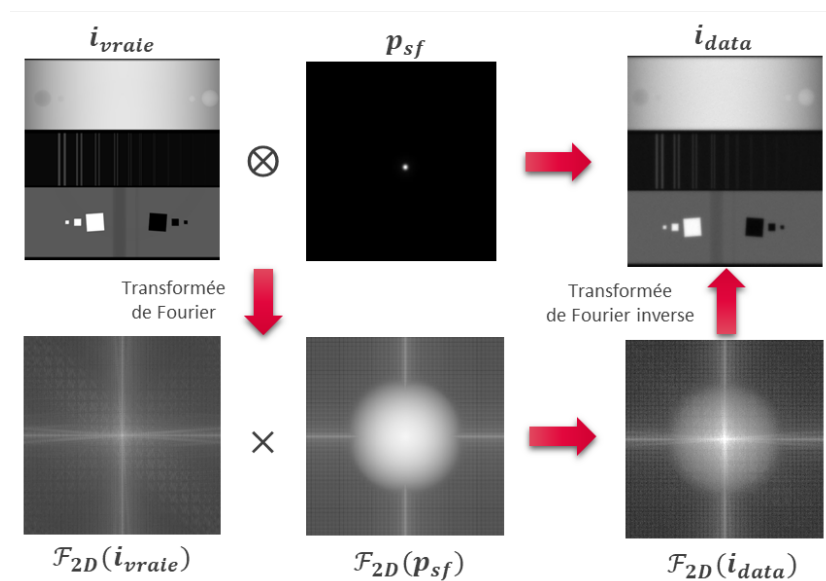 i_vraie p_sf i_data
⊗
Transformée
de Fourier
Transformée
de Fourier inverse
×
ℱ_2D(i_vraie) ℱ_2D(p_sf) ℱ_2D(i_data)